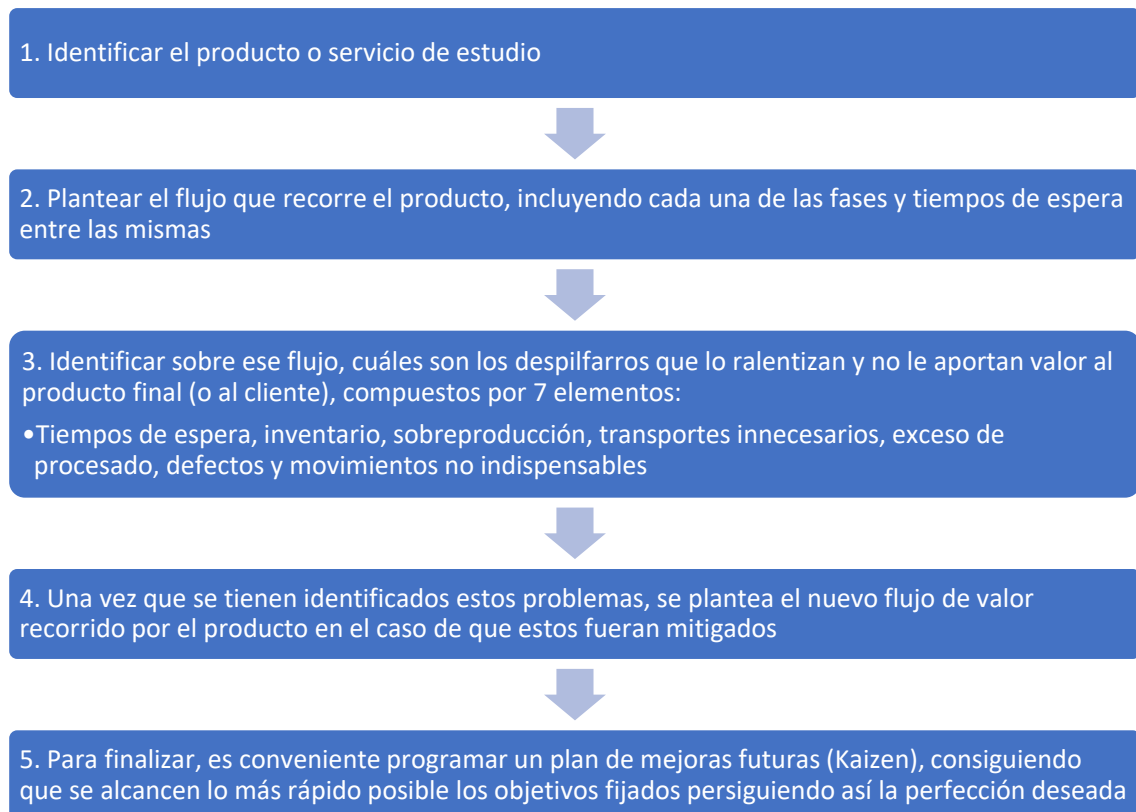 1. Identificar el producto o servicio de estudio
2. Plantear el flujo que recorre el producto, incluyendo cada una de las fases y tiempos de espera
entre las mismas
3. Identificar sobre ese flujo, cuáles son los despilfarros que lo ralentizan y no le aportan valor al
producto final (o al cliente), compuestos por 7 elementos:
•Tiempos de espera, inventario, sobreproducción, transportes innecesarios, exceso de
procesado, defectos y movimientos no indispensables
4. Una vez que se tienen identificados estos problemas, se plantea el nuevo flujo de valor
recorrido por el producto en el caso de que estos fueran mitigados
5. Para finalizar, es conveniente programar un plan de mejoras futuras (Kaizen), consiguiendo
que se alcancen lo más rápido posible los objetivos fijados persiguiendo así la perfección deseada